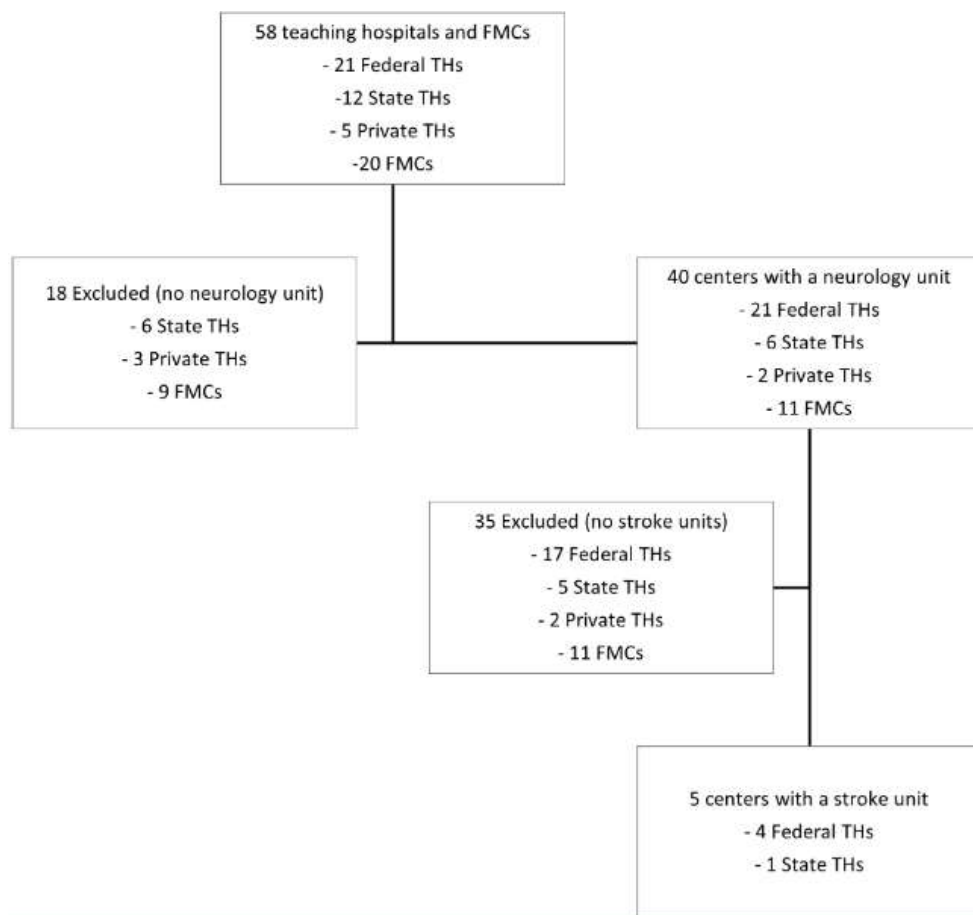 58 teaching hospitals and FMCs
- 21 Federal THs
-12 State THs
- 5 Private THs
-20 FMCs
18 Excluded (no neurology unit)
- 6 State THs
- 3 Private THs
- 9 FMCs
40 centers with a neurology unit
- 21 Federal THs
- 6 State THs
- 2 Private THs
- 11 FMCs
35 Excluded (no stroke units)
- 17 Federal THs
- 5 State THs
- 2 Private THs
- 11 FMCs
5 centers with a stroke unit
- 4 Federal THs
- 1 State THs